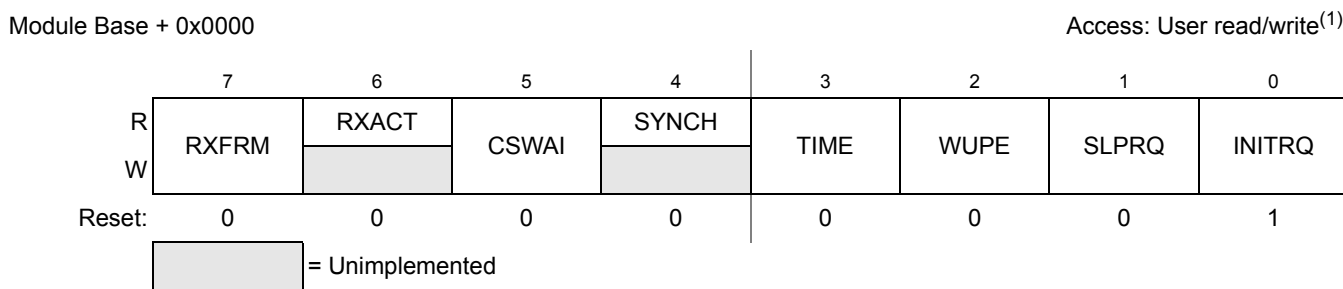 Module Base + 0x0000 Access: User read/write(1)
7 6 5 4 3 2 1 0
R RXFRM RXACT CSWAI SYNCH TIME WUPE SLPRQ INITRQ
W
Reset: 0 0 0 0 0 0 0 1
= Unimplemented